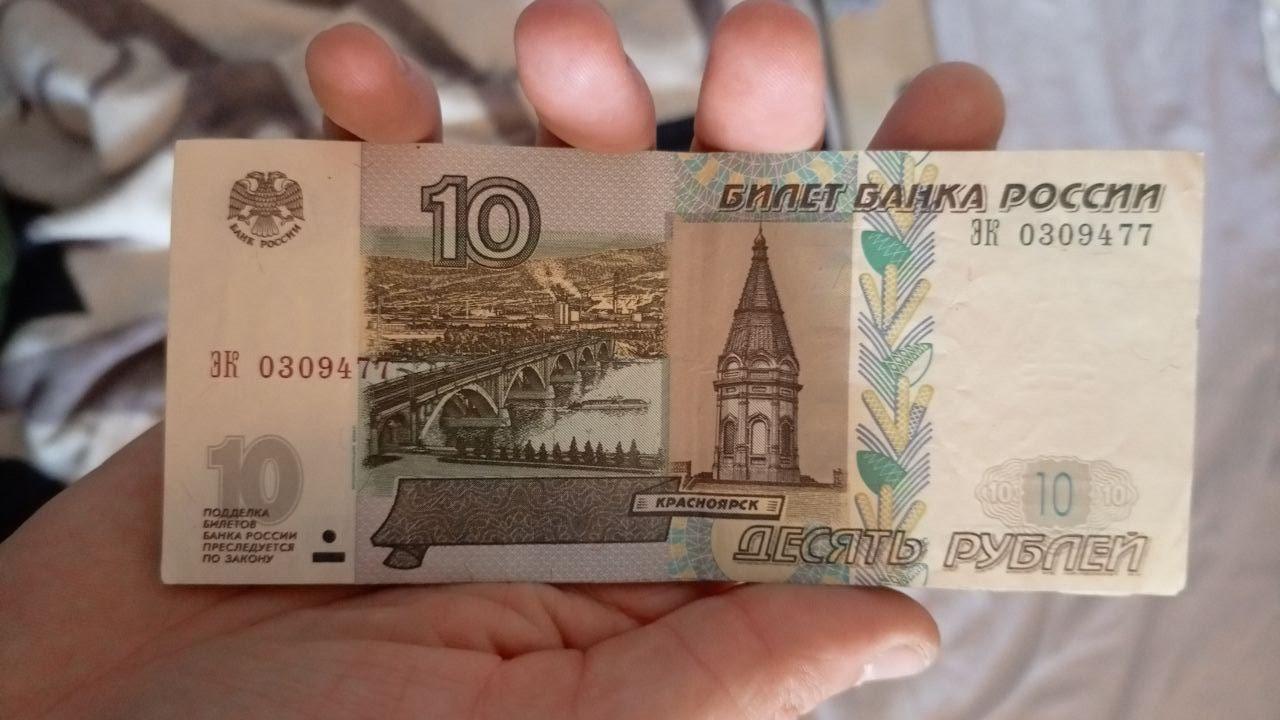 БАНК РОССИИ
10
БИЛЕТ БАНКА РОССИИ
ЭК 0309477
ЭК 0309477
10
ПОДДЕЛКА
БИЛЕТОВ
БАНКА РОССИИ
ПРЕСЛЕДУЕТСЯ
ПО ЗАКОНУ
КРАСНОЯРСК
10 10 10
ДЕСЯТЬ РУБЛЕЙ